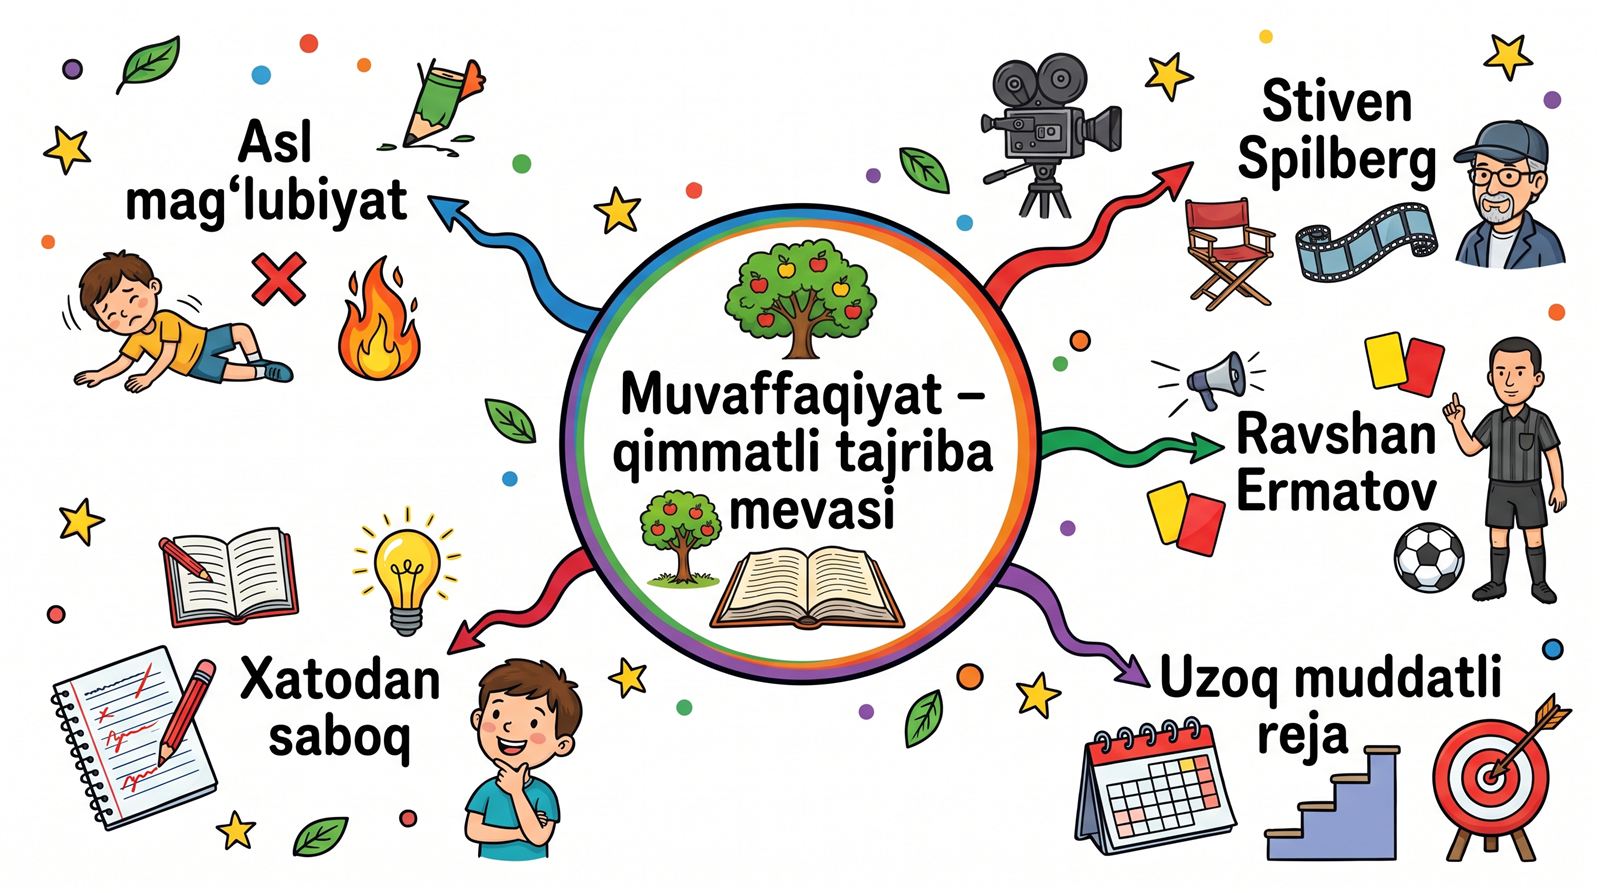 Asl
mag‘lubiyat
Stiven
Spilberg
Muvaffaqiyat –
qimmatli tajriba
mevasi
Ravshan
Ermatov
Xatodan
saboq
Uzoq muddatli
reja